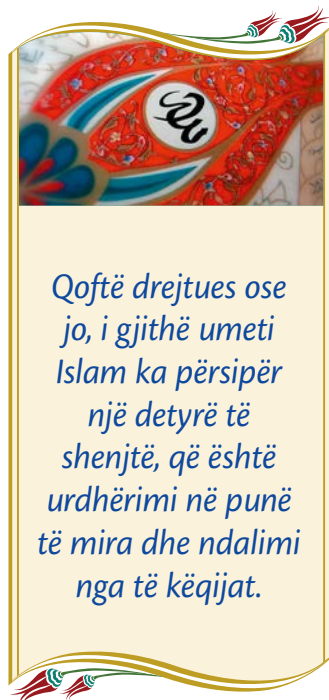 Qoftë drejtues ose
jo, i gjithë umeti
Islam ka përsipër
një detyrë të
shenjtë, që është
urdhërimi në punë
të mira dhe ndalimi
nga të këqijat.